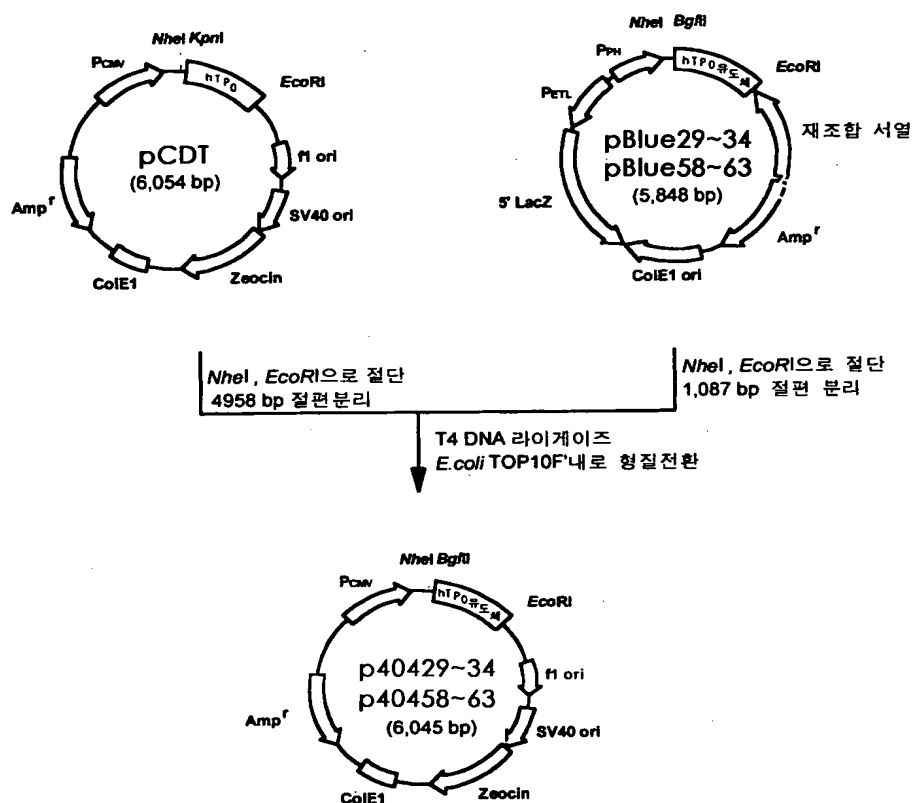 NheI KpnI
PCMV
hTPO
EcoRI
pCDT
(6,054 bp)
f1 ori
SV40 ori
Zeocin
ColE1
Amp r
NheI BglII
PPH
hTPO유도체
EcoRI
PETL
재조합 서열
pBlue29~34
pBlue58~63
(5,848 bp)
5' LacZ
Amp r
ColE1 ori
NheI , EcoRI으로 절단
4958 bp 절편분리
NheI , EcoRI으로 절단
1,087 bp 절편 분리
T4 DNA 라이게이즈
E.coli TOP10F'내로 형질전환
NheI BglII
PCMV
hTPO유도체
EcoRI
p40429~34
p40458~63
(6,045 bp)
f1 ori
SV40 ori
Zeocin
ColE1
Amp r